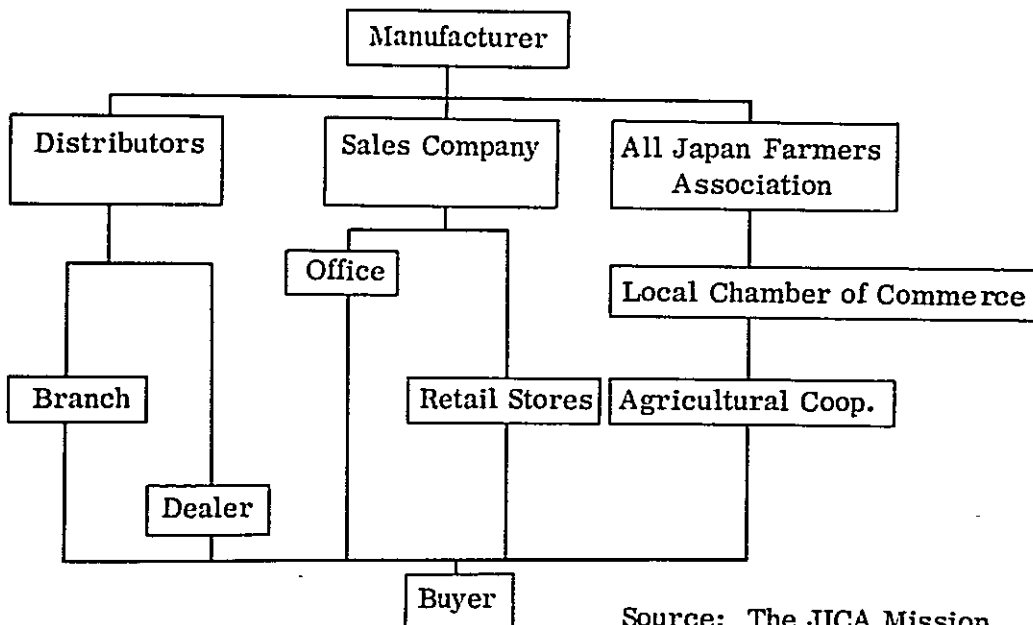 Manufacturer
Distributors
Sales Company
All Japan Farmers
Association
Office
Local Chamber of Commerce
Branch
Retail Stores
Agricultural Coop.
Dealer
Buyer
Source: The JICA Mission